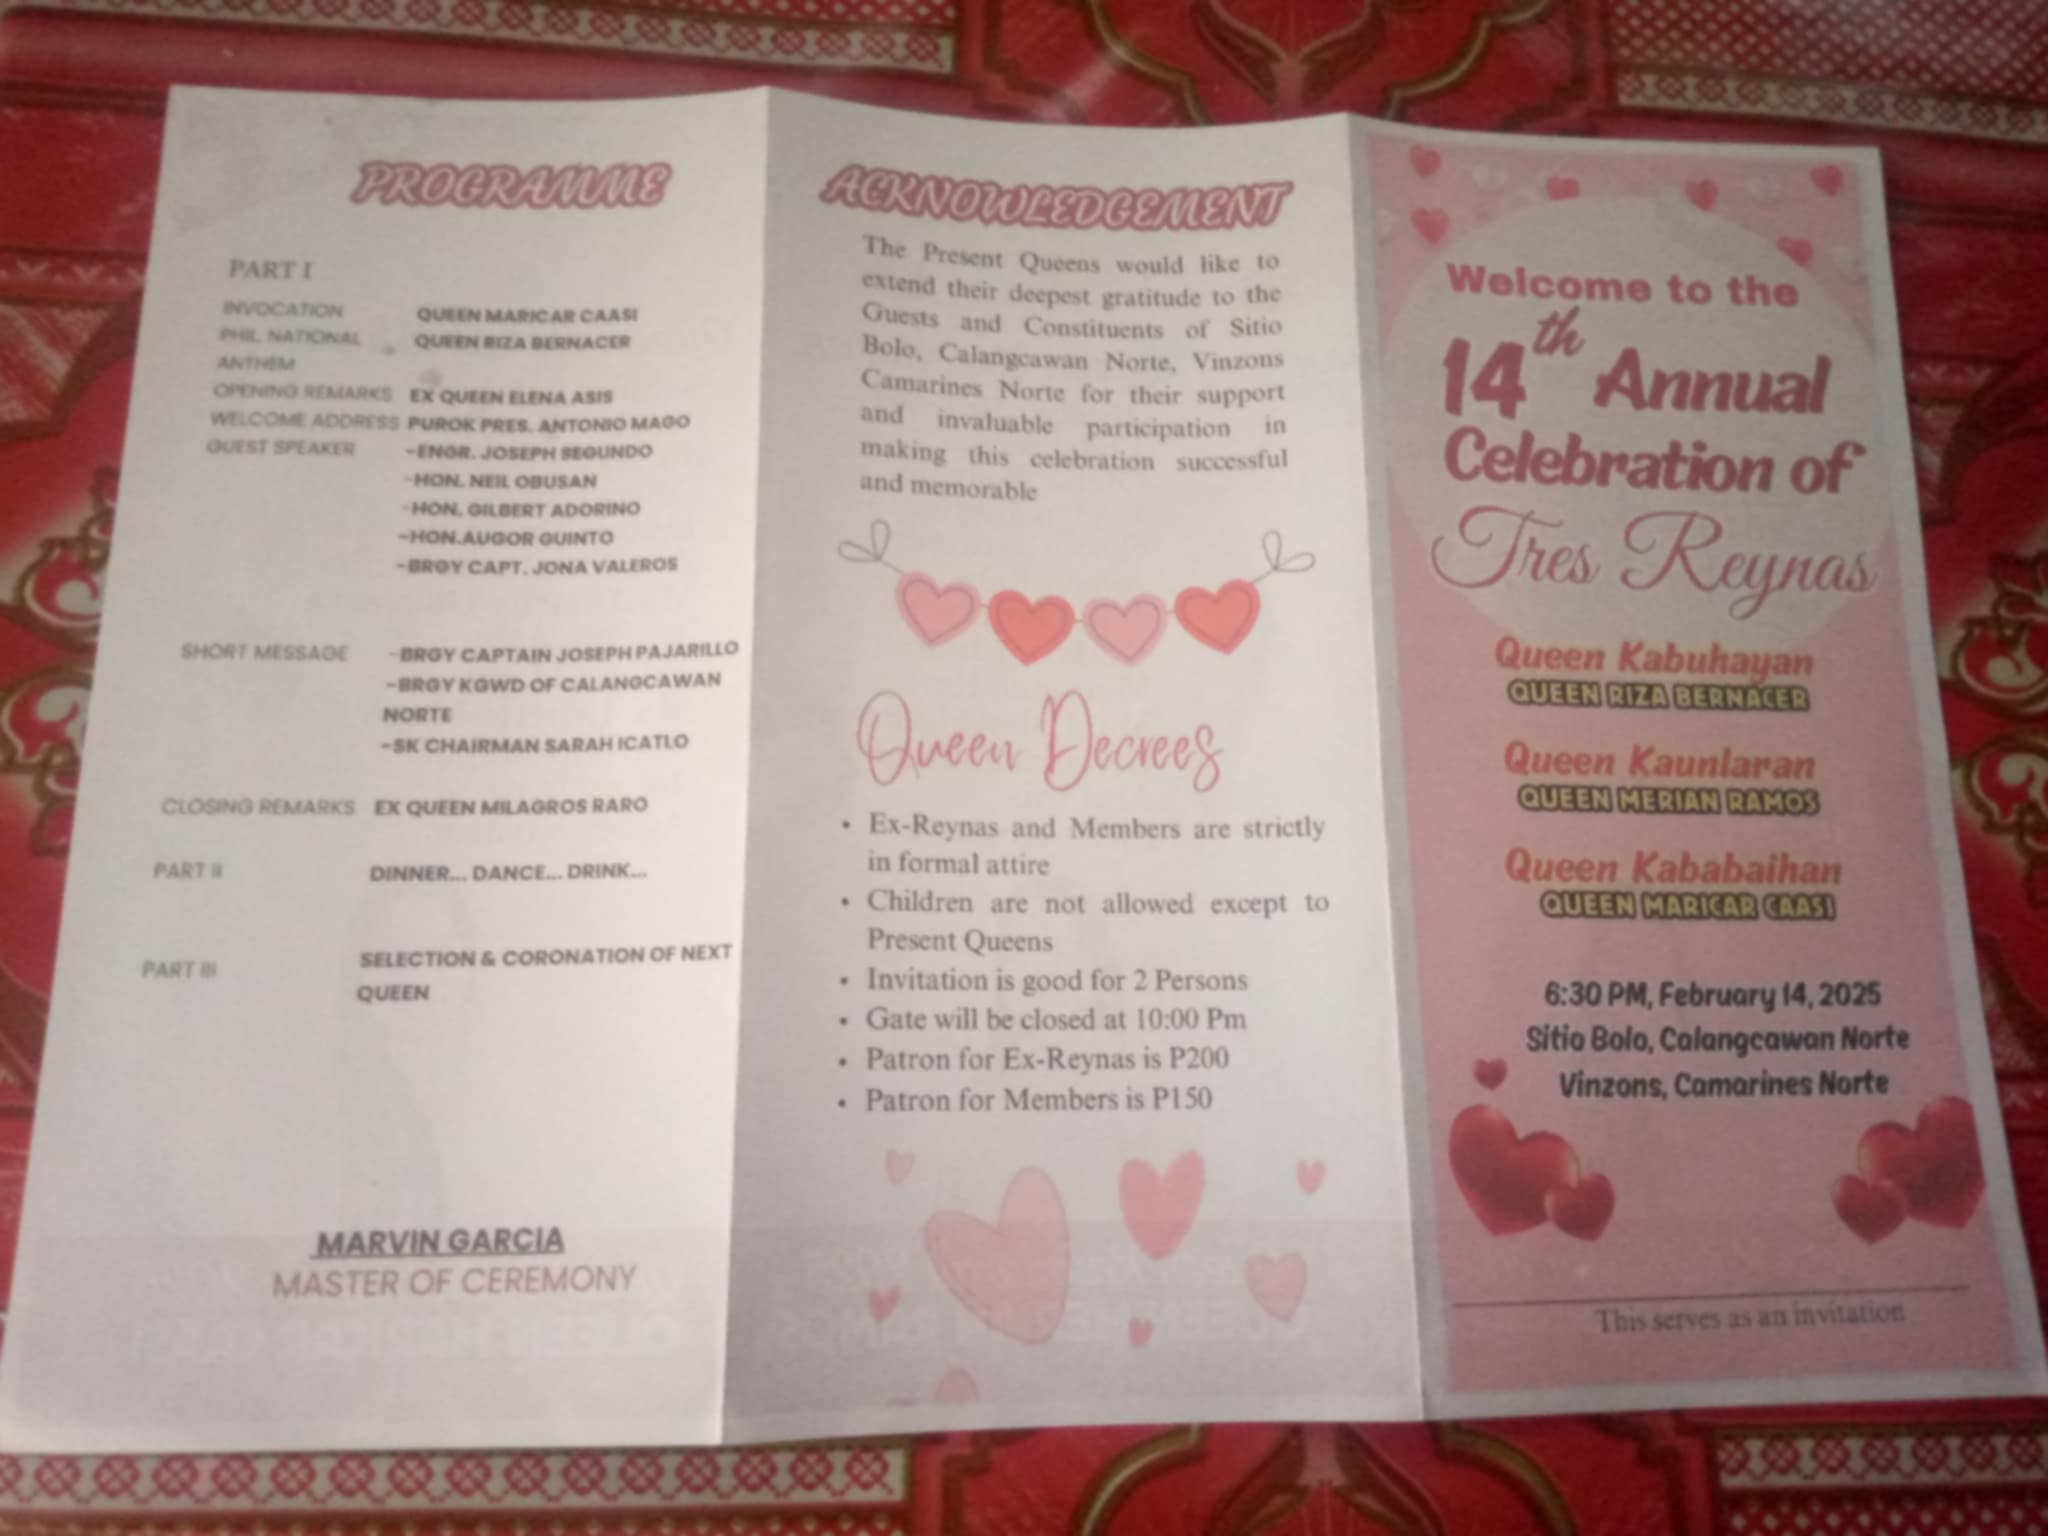 PROGRAMME
PART I
INVOCATION QUEEN MARICAR CAASI
PHIL. NATIONAL QUEEN RIZA BERNACER
ANTHEM
OPENING REMARKS EX QUEEN ELENA ASIS
WELCOME ADDRESS PUROK PRES. ANTONIO MAGO
GUEST SPEAKER -ENGR. JOSEPH SEGUNDO
-HON. NEIL OBUSAN
-HON. GILBERT ADORINO
-HON.AUGOR GUINTO
-BRGY CAPT. JONA VALEROS
SHORT MESSAGE -BRGY CAPTAIN JOSEPH PAJARILLO
-BRGY KGWD OF CALANGCAWAN
NORTE
-SK CHAIRMAN SARAH ICATLO
CLOSING REMARKS EX QUEEN MILAGROS RARO
PART II DINNER... DANCE... DRINK...
PART III SELECTION & CORONATION OF NEXT
QUEEN
MARVIN GARCIA
MASTER OF CEREMONY
ACKNOWLEDGEMENT
The Present Queens would like to
extend their deepest gratitude to the
Guests and Constituents of Sitio
Bolo, Calangcawan Norte, Vinzons
Camarines Norte for their support
and invaluable participation in
making this celebration successful
and memorable
Queen Decrees
• Ex-Reynas and Members are strictly
in formal attire
• Children are not allowed except to
Present Queens
• Invitation is good for 2 Persons
• Gate will be closed at 10:00 Pm
• Patron for Ex-Reynas is P200
• Patron for Members is P150
Welcome to the
14th Annual
Celebration of
Tres Reynas
Queen Kabuhayan
QUEEN RIZA BERNACER
Queen Kaunlaran
QUEEN MERIAN RAMOS
Queen Kababaihan
QUEEN MARICAR CAASI
6:30 PM, February 14, 2025
Sitio Bolo, Calangcawan Norte
Vinzons, Camarines Norte
This serves as an invitation